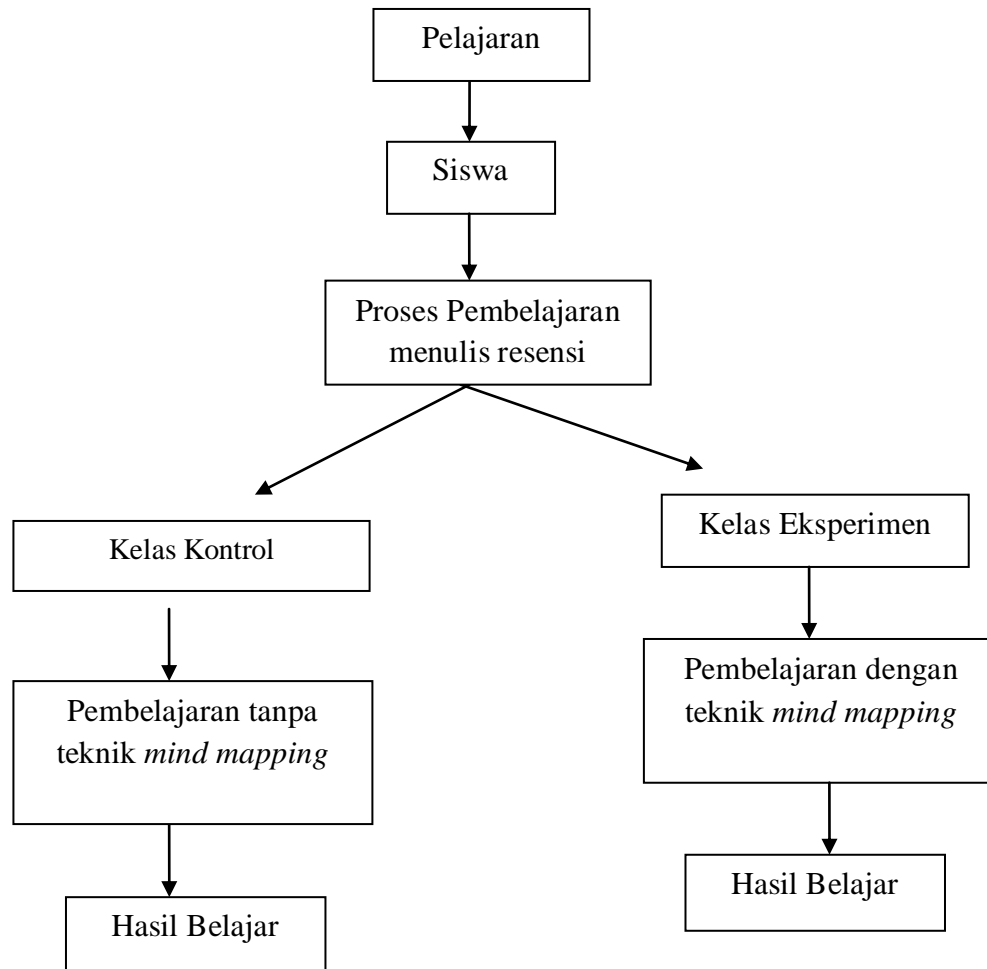 Pelajaran
Siswa
Proses Pembelajaran
menulis resensi
Kelas Kontrol
Kelas Eksperimen
Pembelajaran tanpa
teknik mind mapping
Pembelajaran dengan
teknik mind mapping
Hasil Belajar
Hasil Belajar